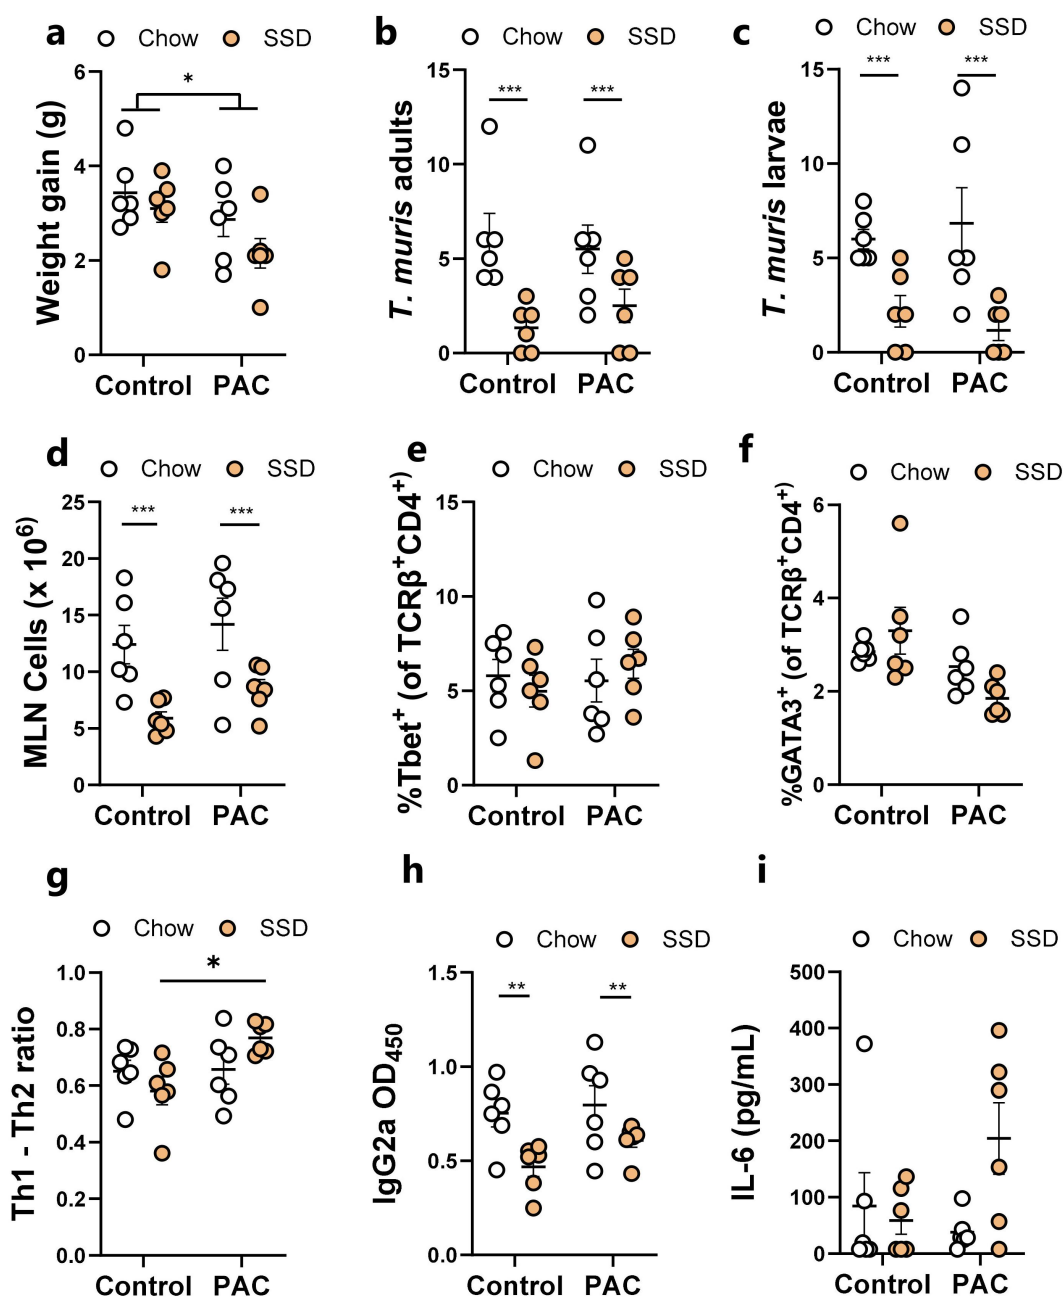 a Chow SSD
*
Weight gain (g)
6
4
2
0
Control PAC
b Chow SSD
*** ***
T. muris adults
15
10
5
0
Control PAC
c Chow SSD
*** ***
T. muris larvae
15
10
5
0
Control PAC
d Chow SSD
*** ***
MLN Cells (x 10⁶)
25
20
15
10
5
0
Control PAC
e Chow SSD
%Tbet⁺ (of TCRβ⁺CD4⁺)
15
10
5
0
Control PAC
f Chow SSD
%GATA3⁺ (of TCRβ⁺CD4⁺)
6
4
2
0
Control PAC
g Chow SSD
*
Th1 - Th2 ratio
1.0
0.8
0.6
0.4
0.2
0.0
Control PAC
h Chow SSD
** **
IgG2a OD₄₅₀
1.5
1.0
0.5
0.0
Control PAC
i Chow SSD
IL-6 (pg/mL)
500
400
300
200
100
0
Control PAC